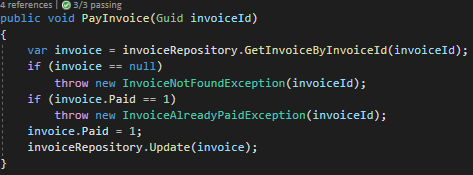 4 references | 3/3 passing
public void PayInvoice(Guid invoiceId)
{
    var invoice = invoiceRepository.GetInvoiceByInvoiceId(invoiceId);
    if (invoice == null)
        throw new InvoiceNotFoundException(invoiceId);
    if (invoice.Paid == 1)
        throw new InvoiceAlreadyPaidException(invoiceId);
    invoice.Paid = 1;
    invoiceRepository.Update(invoice);
}